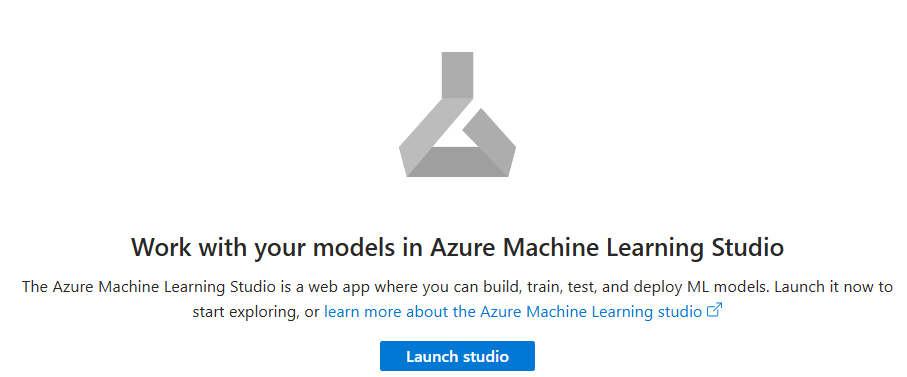 Work with your models in Azure Machine Learning Studio
The Azure Machine Learning Studio is a web app where you can build, train, test, and deploy ML models. Launch it now to
start exploring, or learn more about the Azure Machine Learning studio
Launch studio